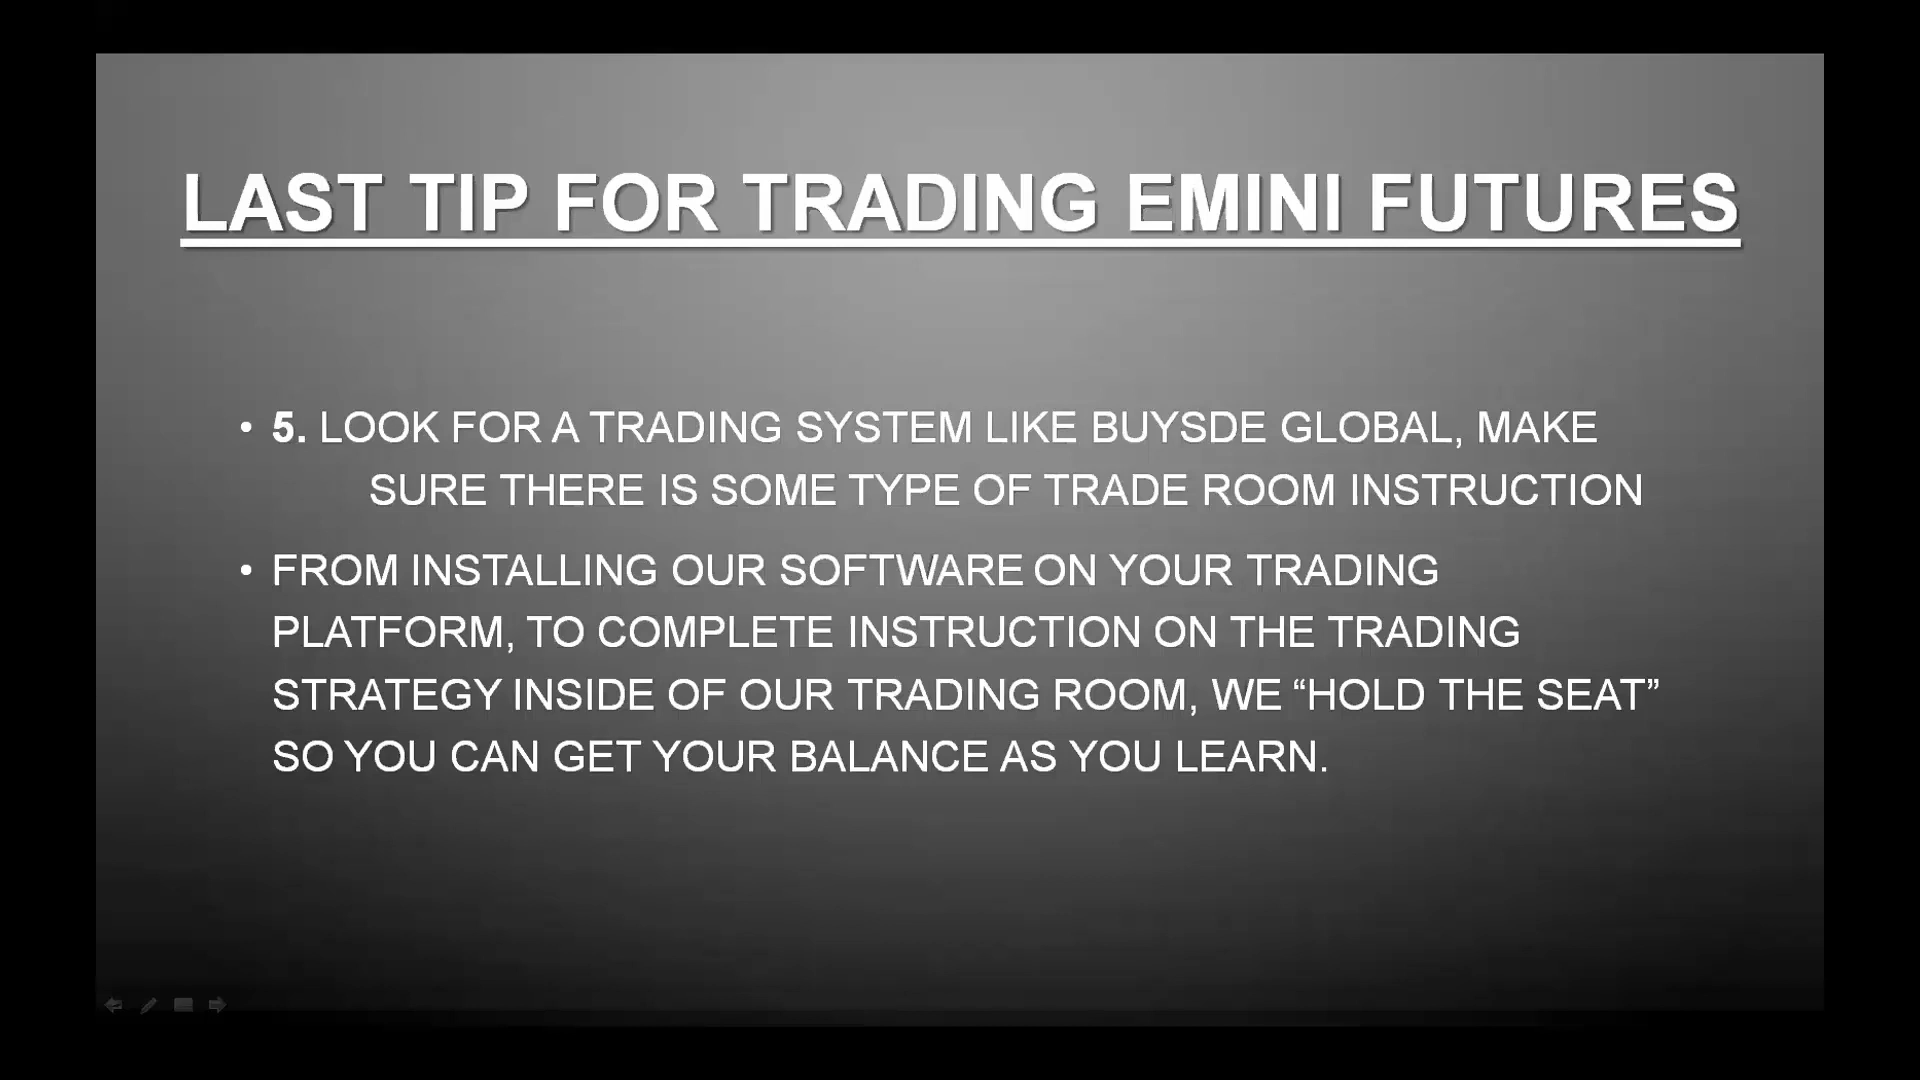 LAST TIP FOR TRADING EMINI FUTURES
• 5. LOOK FOR A TRADING SYSTEM LIKE BUYSDE GLOBAL, MAKE
SURE THERE IS SOME TYPE OF TRADE ROOM INSTRUCTION
• FROM INSTALLING OUR SOFTWARE ON YOUR TRADING
PLATFORM, TO COMPLETE INSTRUCTION ON THE TRADING
STRATEGY INSIDE OF OUR TRADING ROOM, WE “HOLD THE SEAT”
SO YOU CAN GET YOUR BALANCE AS YOU LEARN.